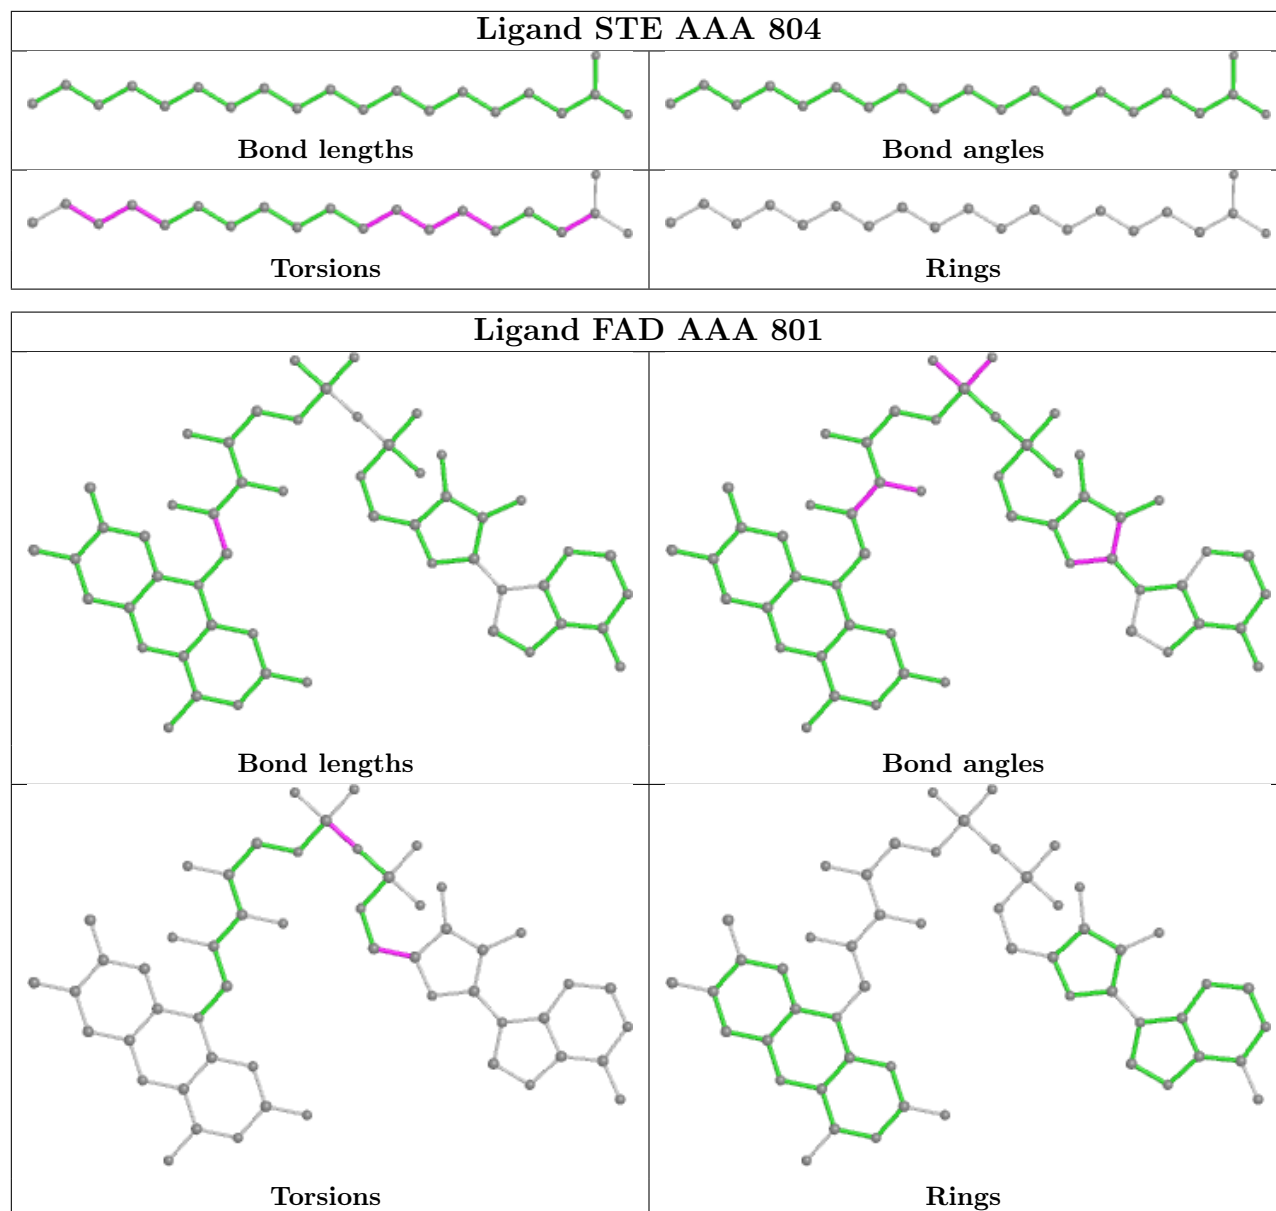 Ligand STE AAA 804
Bond lengths
Bond angles
Torsions
Rings
Ligand FAD AAA 801
Bond lengths
Bond angles
Torsions
Rings